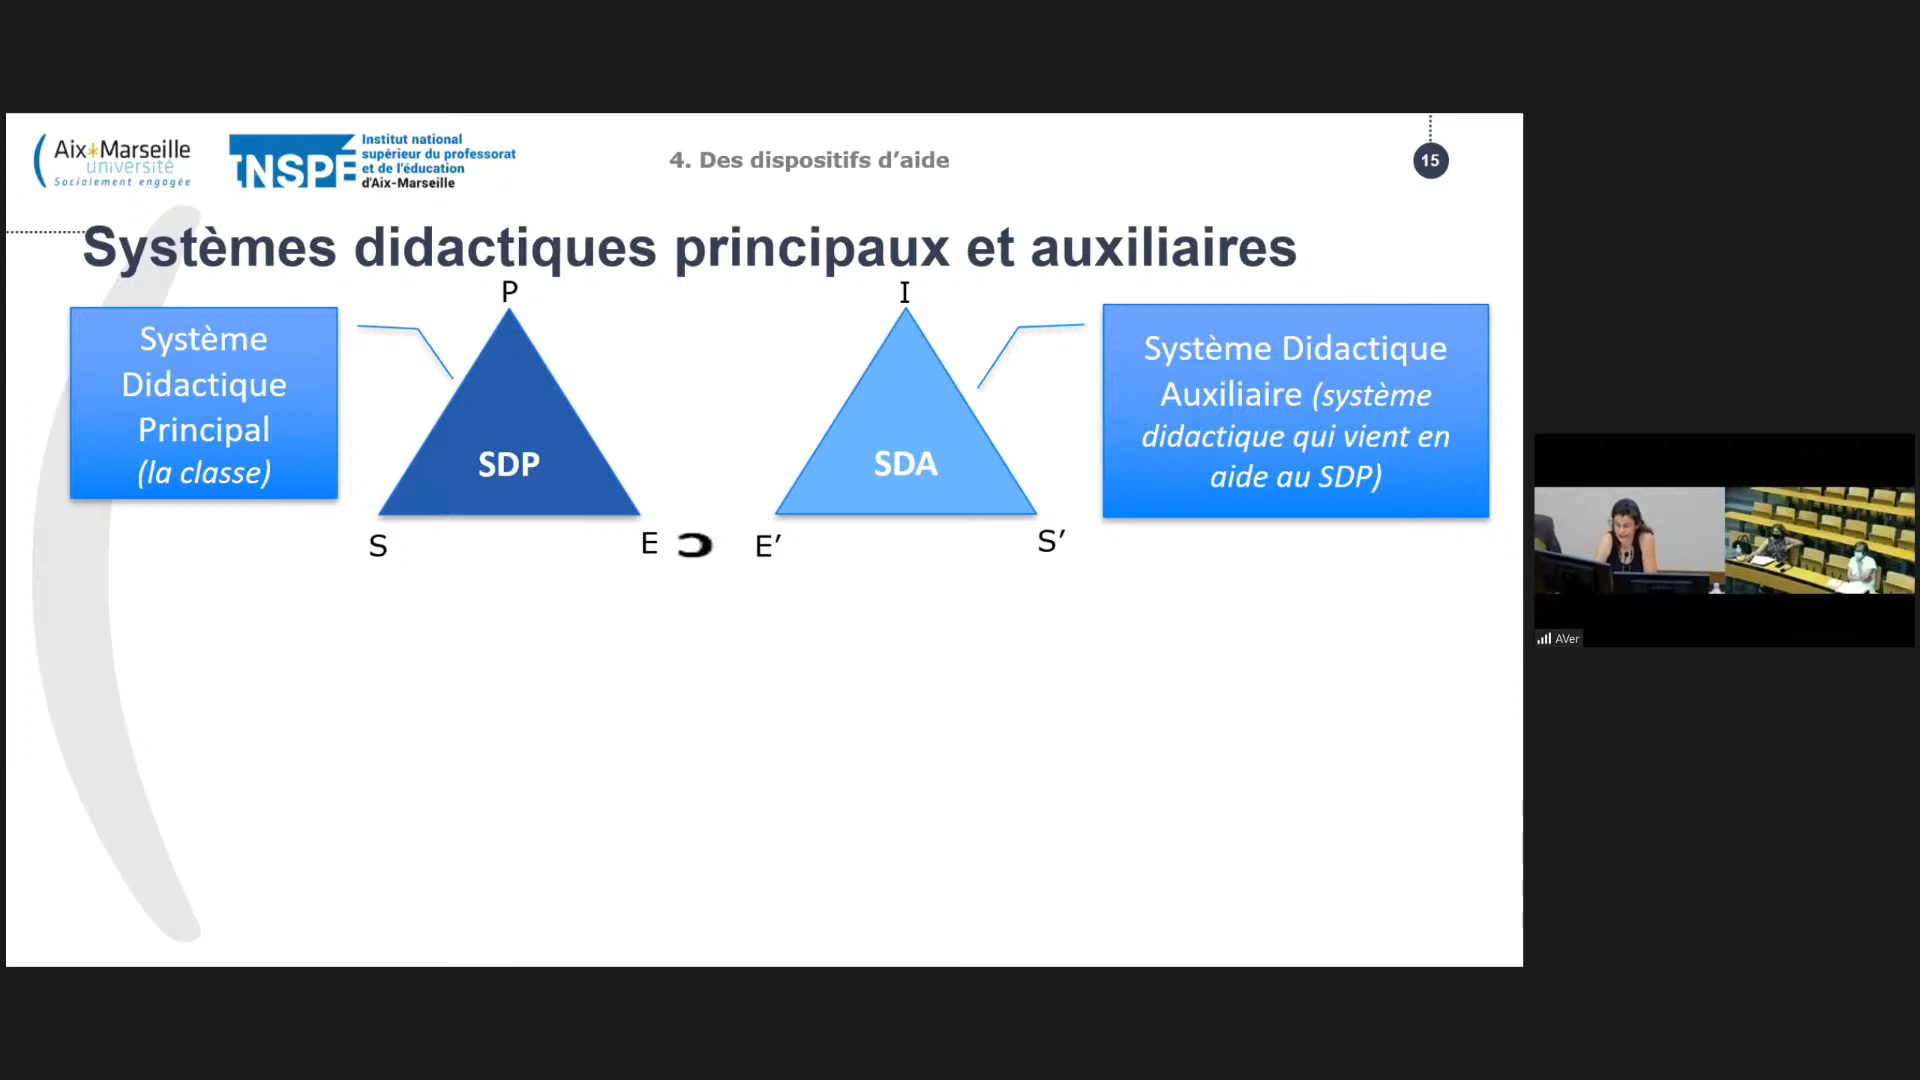 Aix*Marseille
université
Socialement engagée
INSPÉ
Institut national
supérieur du professorat
et de l'éducation
d'Aix-Marseille
4. Des dispositifs d’aide
15
Systèmes didactiques principaux et auxiliaires
Système
Didactique
Principal
(la classe)
P
SDP
S
E ⊃ E’
I
SDA
S’
Système Didactique
Auxiliaire (système
didactique qui vient en
aide au SDP)
AVer